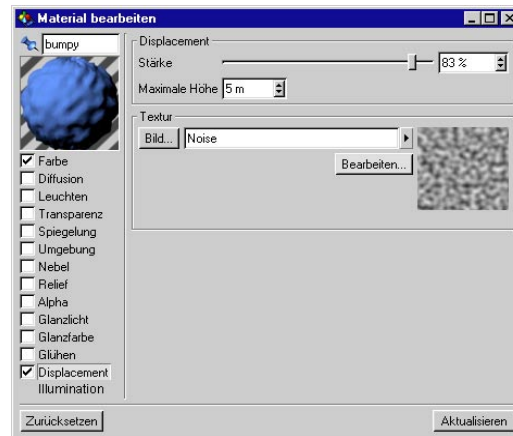 Material bearbeiten
bumpy
Displacement
Stärke 83 %
Maximale Höhe 5 m
Textur
Bild... Noise
Bearbeiten...
Farbe
Diffusion
Leuchten
Transparenz
Spiegelung
Umgebung
Nebel
Relief
Alpha
Glanzlicht
Glanzfarbe
Glühen
Displacement
Illumination
Zurücksetzen
Aktualisieren